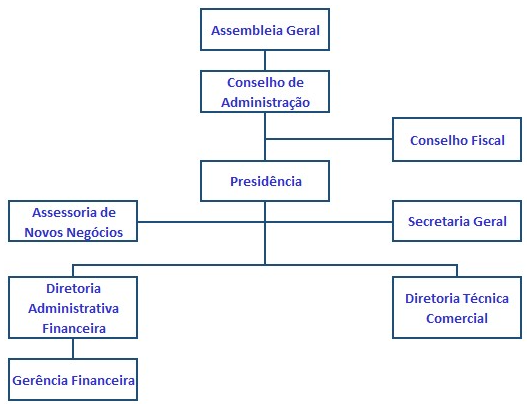 Assembleia Geral
Conselho de
Administração
Conselho Fiscal
Presidência
Assessoria de
Novos Negócios
Secretaria Geral
Diretoria
Administrativa
Financeira
Diretoria Técnica
Comercial
Gerência Financeira